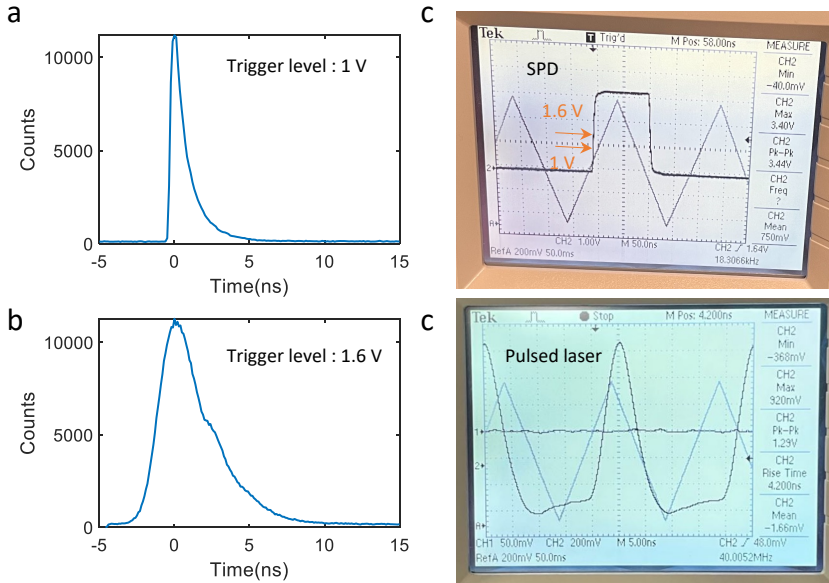 a
10000
5000
0
Counts
Trigger level : 1 V
-5
0
5
10
15
Time(ns)
b
10000
5000
0
Counts
Trigger level : 1.6 V
-5
0
5
10
15
Time(ns)
c
Tek
T Trig'd
M Pos: 58.00ns
MEASURE
CH2
Min
-40.0mV
CH2
Max
3.40V
CH2
Pk-Pk
3.44V
CH2
Freq
?
CH2
Mean
750mV
SPD
1.6 V
1 V
2
A
CH2 1.00V
M 50.0ns
CH2 / 1.64V
RefA 200mV 50.0ms
18.3066kHz
c
Tek
Stop
M Pos: 4.200ns
MEASURE
CH2
Min
-368mV
CH2
Max
920mV
CH2
Pk-Pk
1.29V
CH2
Rise Time
4.200ns
CH2
Mean
-1.66mV
Pulsed laser
1
2
A
CH1 50.0mV
CH2 200mV
M 5.00ns
CH2 / 48.0mV
RefA 200mV 50.0ms
40.0052MHz